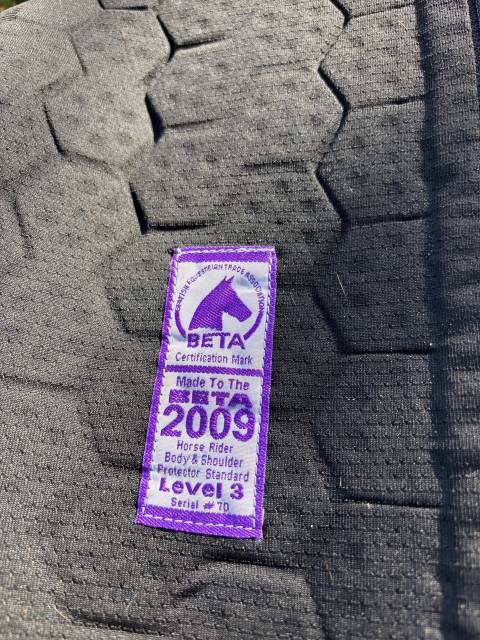 BRITISH EQUESTRIAN TRADE ASSOCIATION
BETA
Certification Mark
Made To The
BETA
2009
Horse Rider
Body & Shoulder
Protector Standard
Level 3
Serial # 70